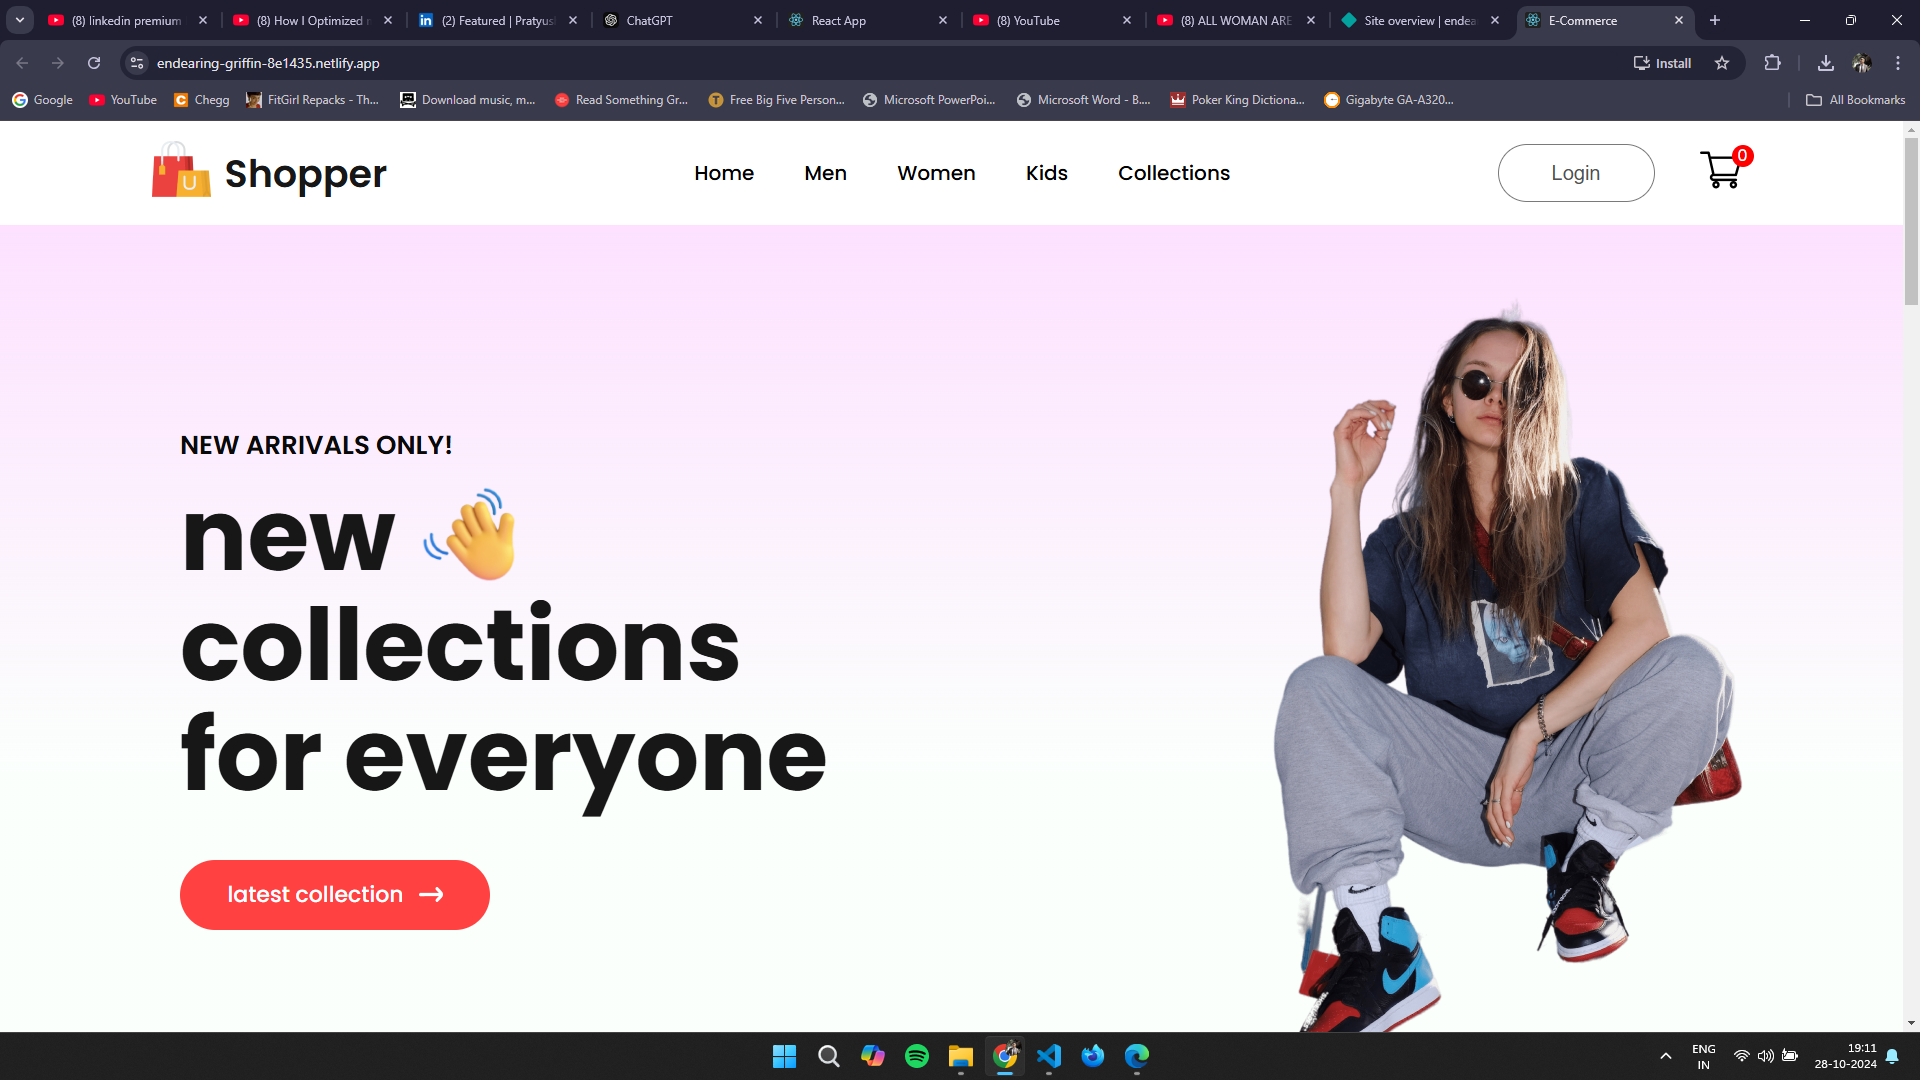 (8) linkedin premium
(8) How I Optimized
(2) Featured | Pratyus
ChatGPT
React App
(8) YouTube
(8) ALL WOMAN ARE
Site overview | endea
E-Commerce
endearing-griffin-8e1435.netlify.app
Install
Google
YouTube
Chegg
FitGirl Repacks - Th...
Download music, m...
Read Something Gr...
Free Big Five Person...
Microsoft PowerPoi...
Microsoft Word - B....
Poker King Dictiona...
Gigabyte GA-A320...
All Bookmarks
Shopper
Home
Men
Women
Kids
Collections
Login
0
NEW ARRIVALS ONLY!
new 👋
collections
for everyone
latest collection →
ENG
IN
19:11
28-10-2024